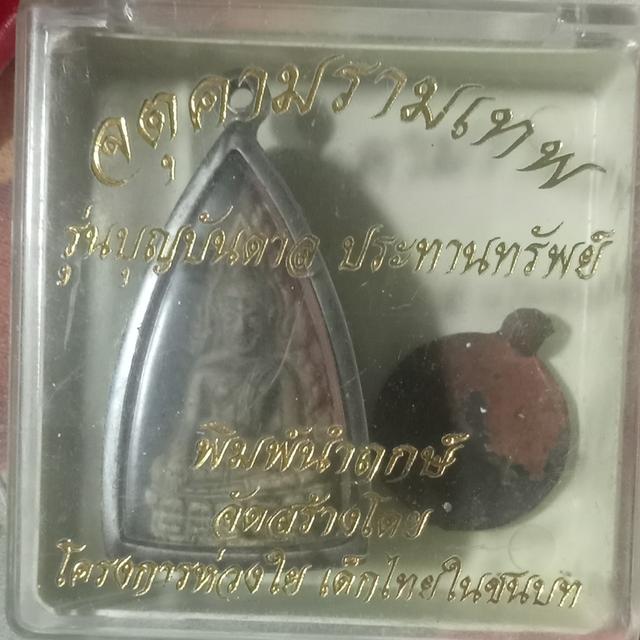 จตุคามรามเทพ
รุ่นบุญบันดาล ประทานทรัพย์
พิมพ์นำฤกษ์
จัดสร้างโดย
โครงการห่วงใย เด็กไทยในชนบท